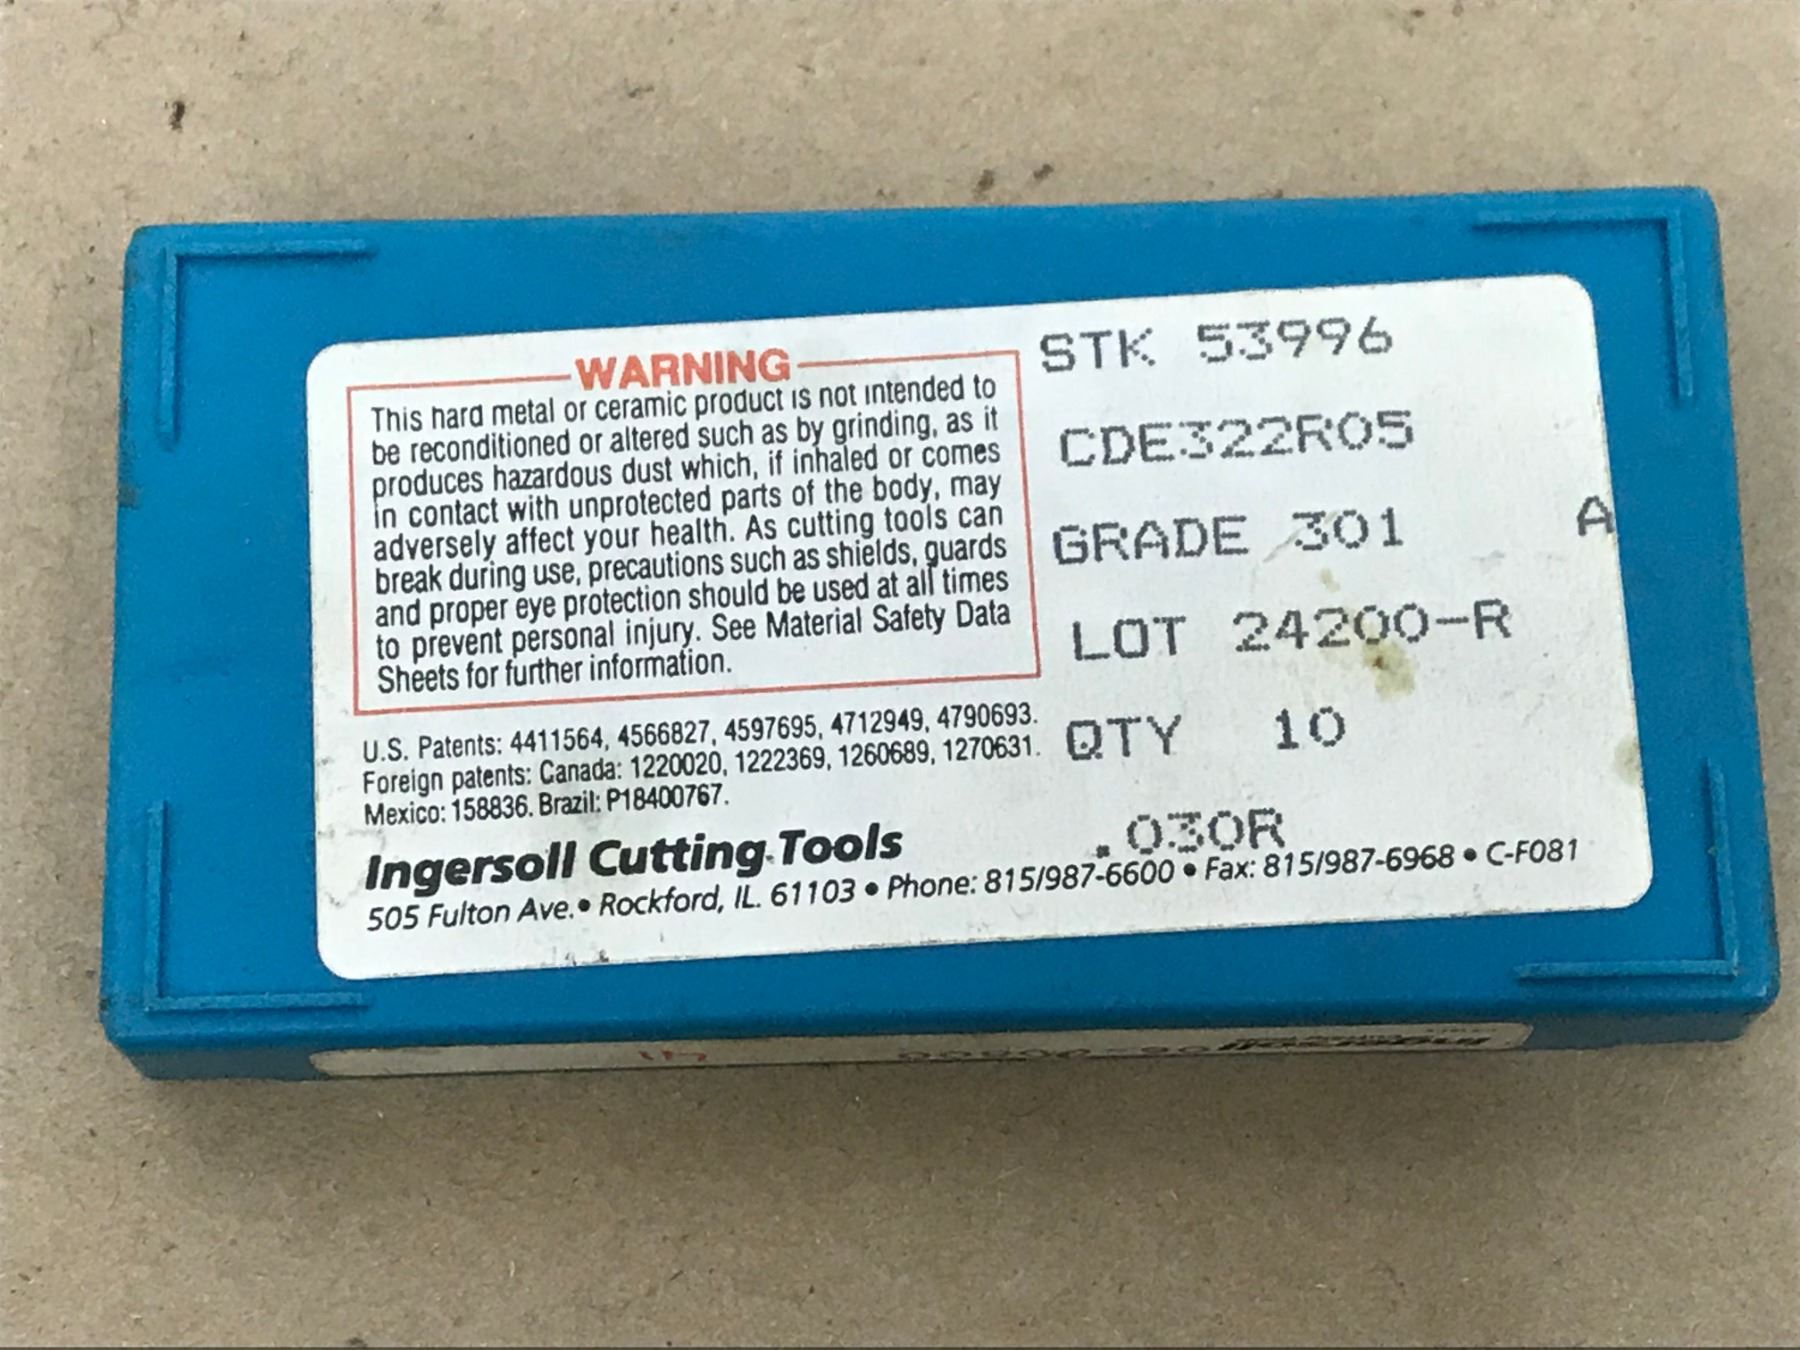 WARNING
This hard metal or ceramic product is not intended to
be reconditioned or altered such as by grinding, as it
produces hazardous dust which, if inhaled or comes
in contact with unprotected parts of the body, may
adversely affect your health. As cutting tools can
break during use, precautions such as shields, guards
and proper eye protection should be used at all times
to prevent personal injury. See Material Safety Data
Sheets for further information.
U.S. Patents: 4411564, 4566827, 4597695, 4712949, 4790693.
Foreign patents: Canada: 1220020, 1222369, 1260689, 1270631.
Mexico: 158836. Brazil: P18400767.
Ingersoll Cutting Tools
505 Fulton Ave. • Rockford, IL. 61103 • Phone: 815/987-6600 • Fax: 815/987-6968 • C-F081
STK 53996
CDE322R05
GRADE 301 A
LOT 24200-R
QTY 10
.030R